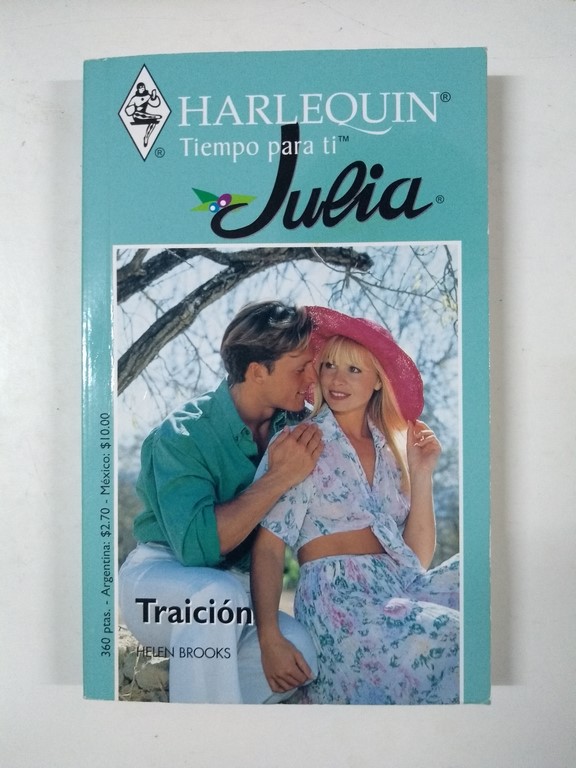 HARLEQUIN®
Tiempo para ti™
Julia®
®
360 ptas. - Argentina: $2.70 - México: $10.00
Traición
HELEN BROOKS